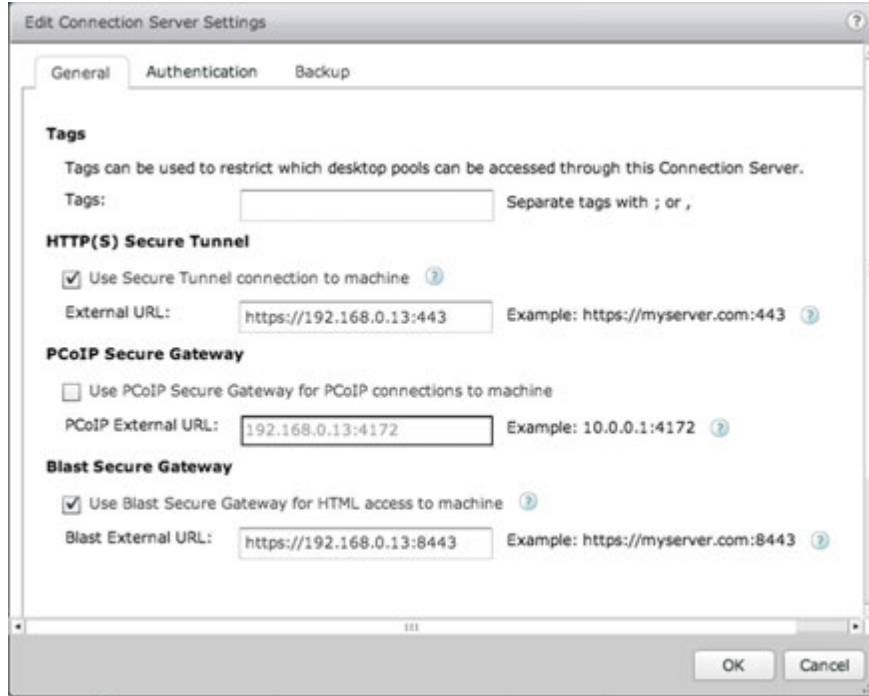 Edit Connection Server Settings
?
General Authentication Backup
Tags
Tags can be used to restrict which desktop pools can be accessed through this Connection Server.
Tags: Separate tags with ; or ,
HTTP(S) Secure Tunnel
Use Secure Tunnel connection to machine ?
External URL: https://192.168.0.13:443 Example: https://myserver.com:443 ?
PCoIP Secure Gateway
Use PCoIP Secure Gateway for PCoIP connections to machine
PCoIP External URL: 192.168.0.13:4172 Example: 10.0.0.1:4172 ?
Blast Secure Gateway
Use Blast Secure Gateway for HTML access to machine ?
Blast External URL: https://192.168.0.13:8443 Example: https://myserver.com:8443 ?
OK Cancel